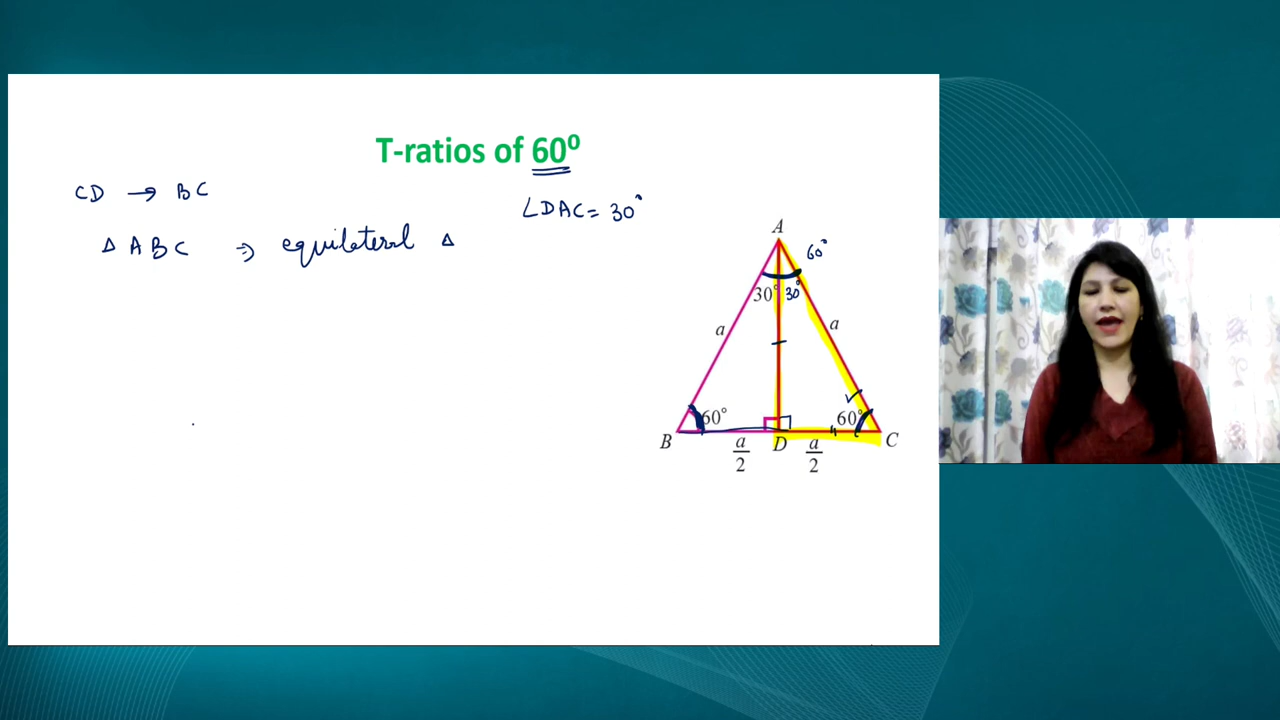 T-ratios of 60⁰
CD → BC
∠DAC = 30°
Δ ABC ⇒ equilateral Δ
A
60°
30° 30°
a
a
60°
60°
B
a/2
D
a/2
C